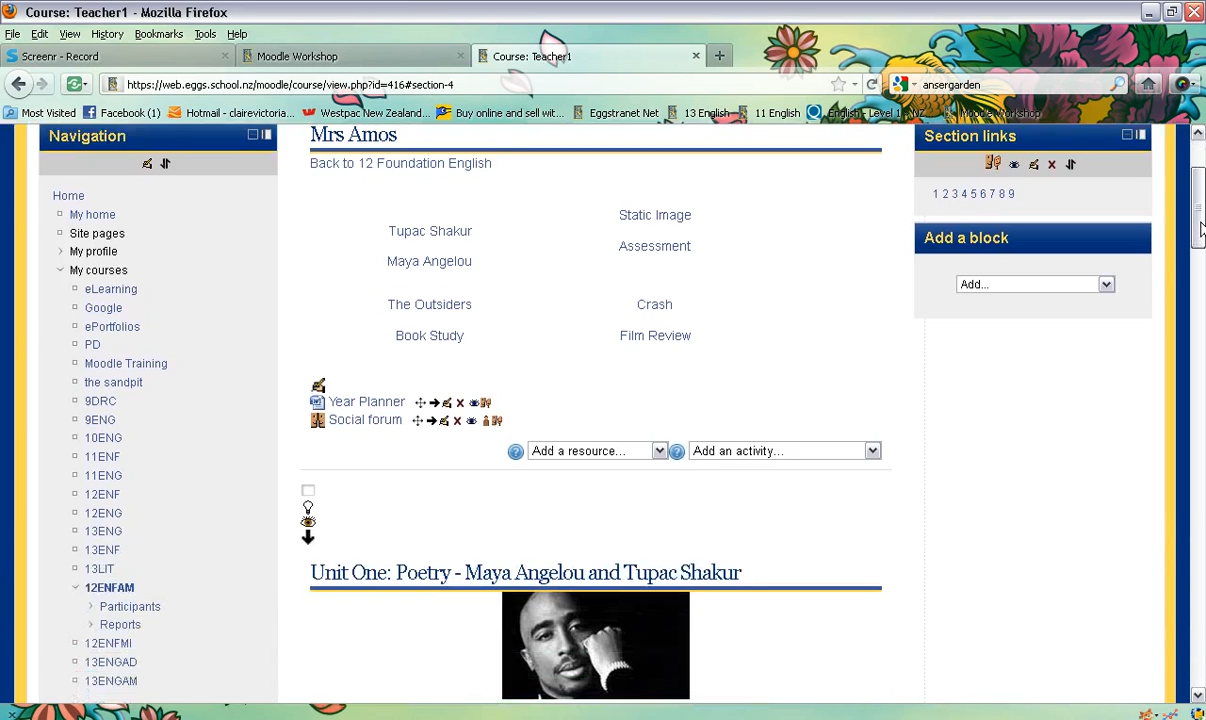 Course: Teacher1 - Mozilla Firefox
File Edit View History Bookmarks Tools Help
Screenr - Record
Moodle Workshop
Course: Teacher1
https://web.eggs.school.nz/moodle/course/view.php?id=416#section-4
ansergarden
Most Visited
Facebook (1)
Hotmail - clairevictoria...
Westpac New Zealand...
Buy online and sell wit...
Eggstranet Net
13 English
11 English
English - Level 1 - NZ...
Moodle Workshop
Navigation
Home
My home
Site pages
My profile
My courses
eLearning
Google
ePortfolios
PD
Moodle Training
the sandpit
9DRC
9ENG
10ENG
11ENF
11ENG
12ENF
12ENG
13ENG
13ENF
13LIT
12ENFAM
Participants
Reports
12ENFMI
13ENGAD
13ENGAM
Mrs Amos
Back to 12 Foundation English
Static Image
Tupac Shakur
Assessment
Maya Angelou
The Outsiders
Crash
Book Study
Film Review
Year Planner
Social forum
Add a resource...
Add an activity...
Unit One: Poetry - Maya Angelou and Tupac Shakur
Section links
1 2 3 4 5 6 7 8 9
Add a block
Add...